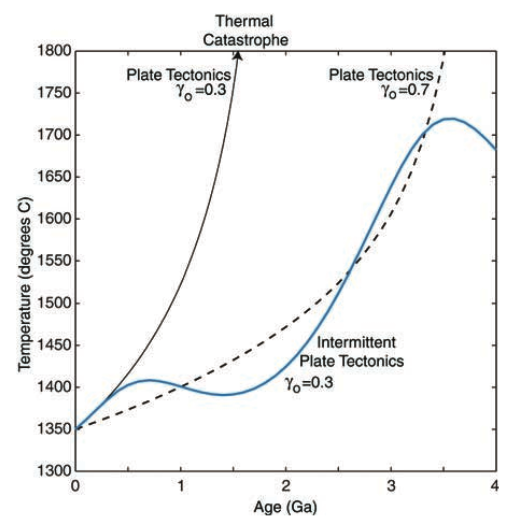 Thermal
Catastrophe
1800
1750
1700
1650
1600
1550
1500
1450
1400
1350
1300
Temperature (degrees C)
Plate Tectonics
γo =0.3
Plate Tectonics
γo=0.7
Intermittent
Plate Tectonics
γo =0.3
0
1
2
3
4
Age (Ga)